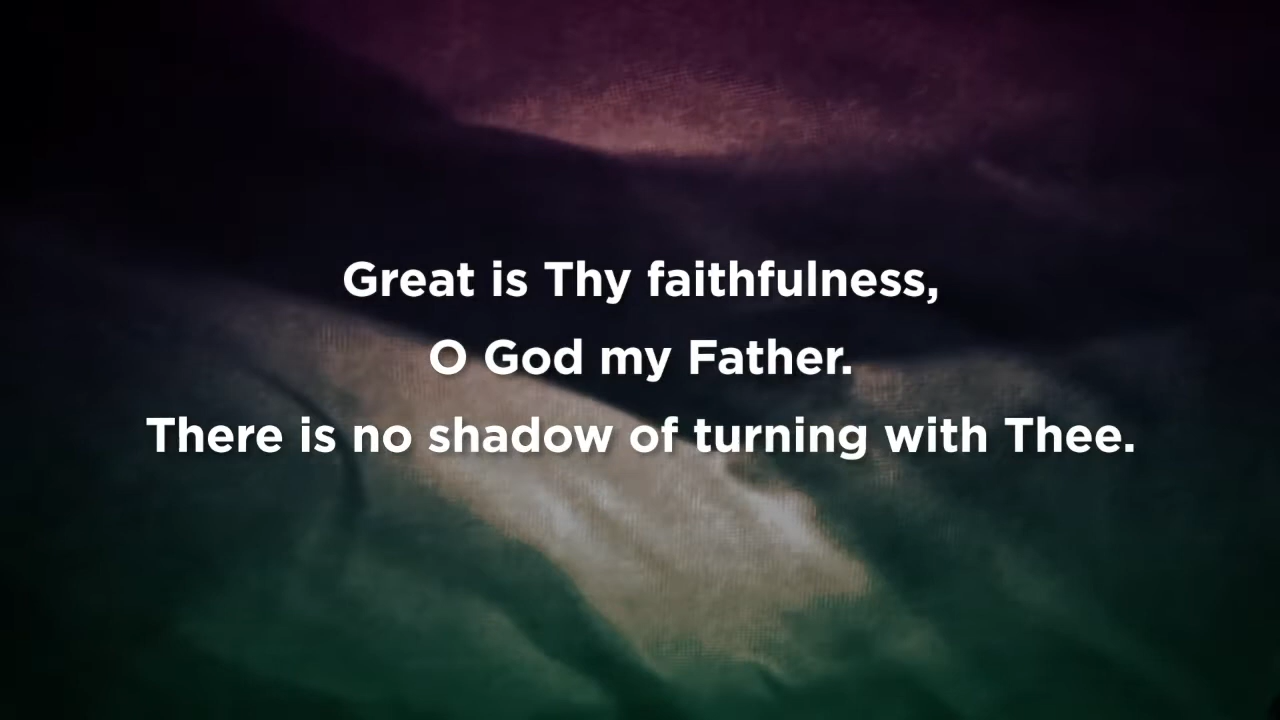 Great is Thy faithfulness,
O God my Father.
There is no shadow of turning with Thee.